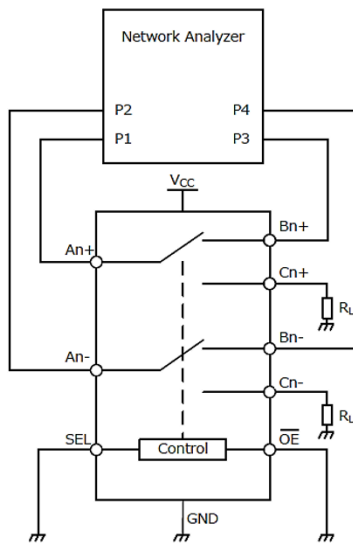 Network Analyzer
P2 P4
P1 P3
VCC
Bn+
An+
Cn+
RL
Bn-
An-
Cn-
RL
SEL Control OE
GND